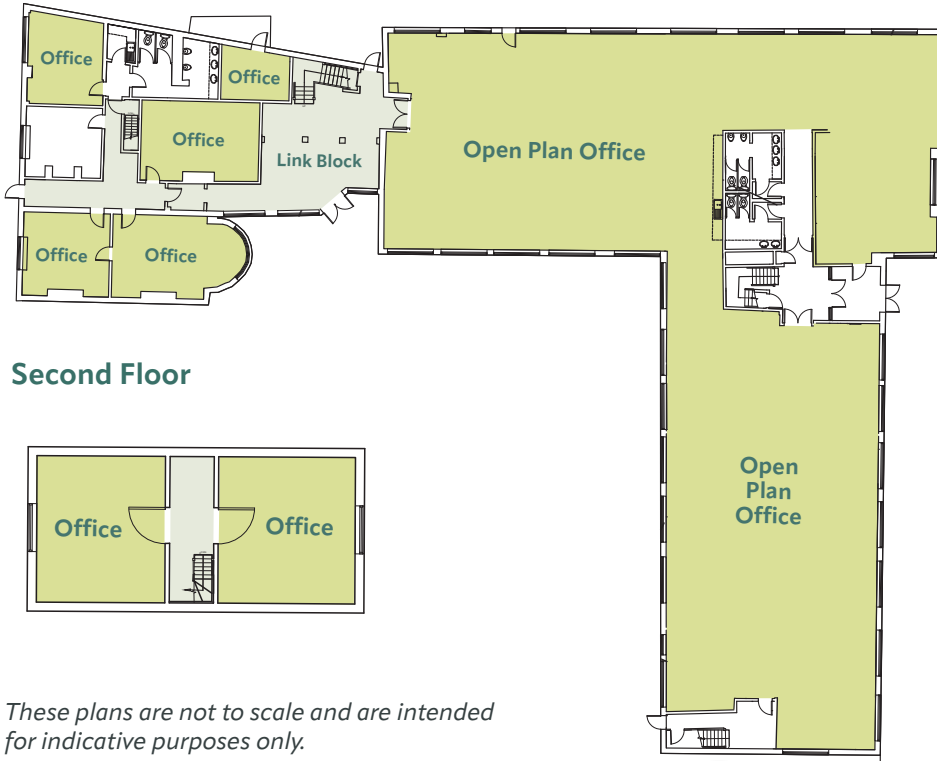 Office
Office
Office
Link Block
Open Plan Office
Office
Office
Second Floor
Office
Office
Open
Plan
Office
These plans are not to scale and are intended
for indicative purposes only.